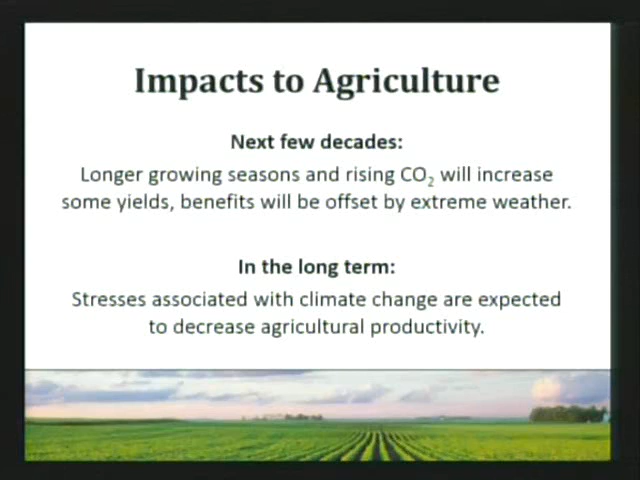 Impacts to Agriculture
Next few decades:
Longer growing seasons and rising CO₂ will increase
some yields, benefits will be offset by extreme weather.
In the long term:
Stresses associated with climate change are expected
to decrease agricultural productivity.